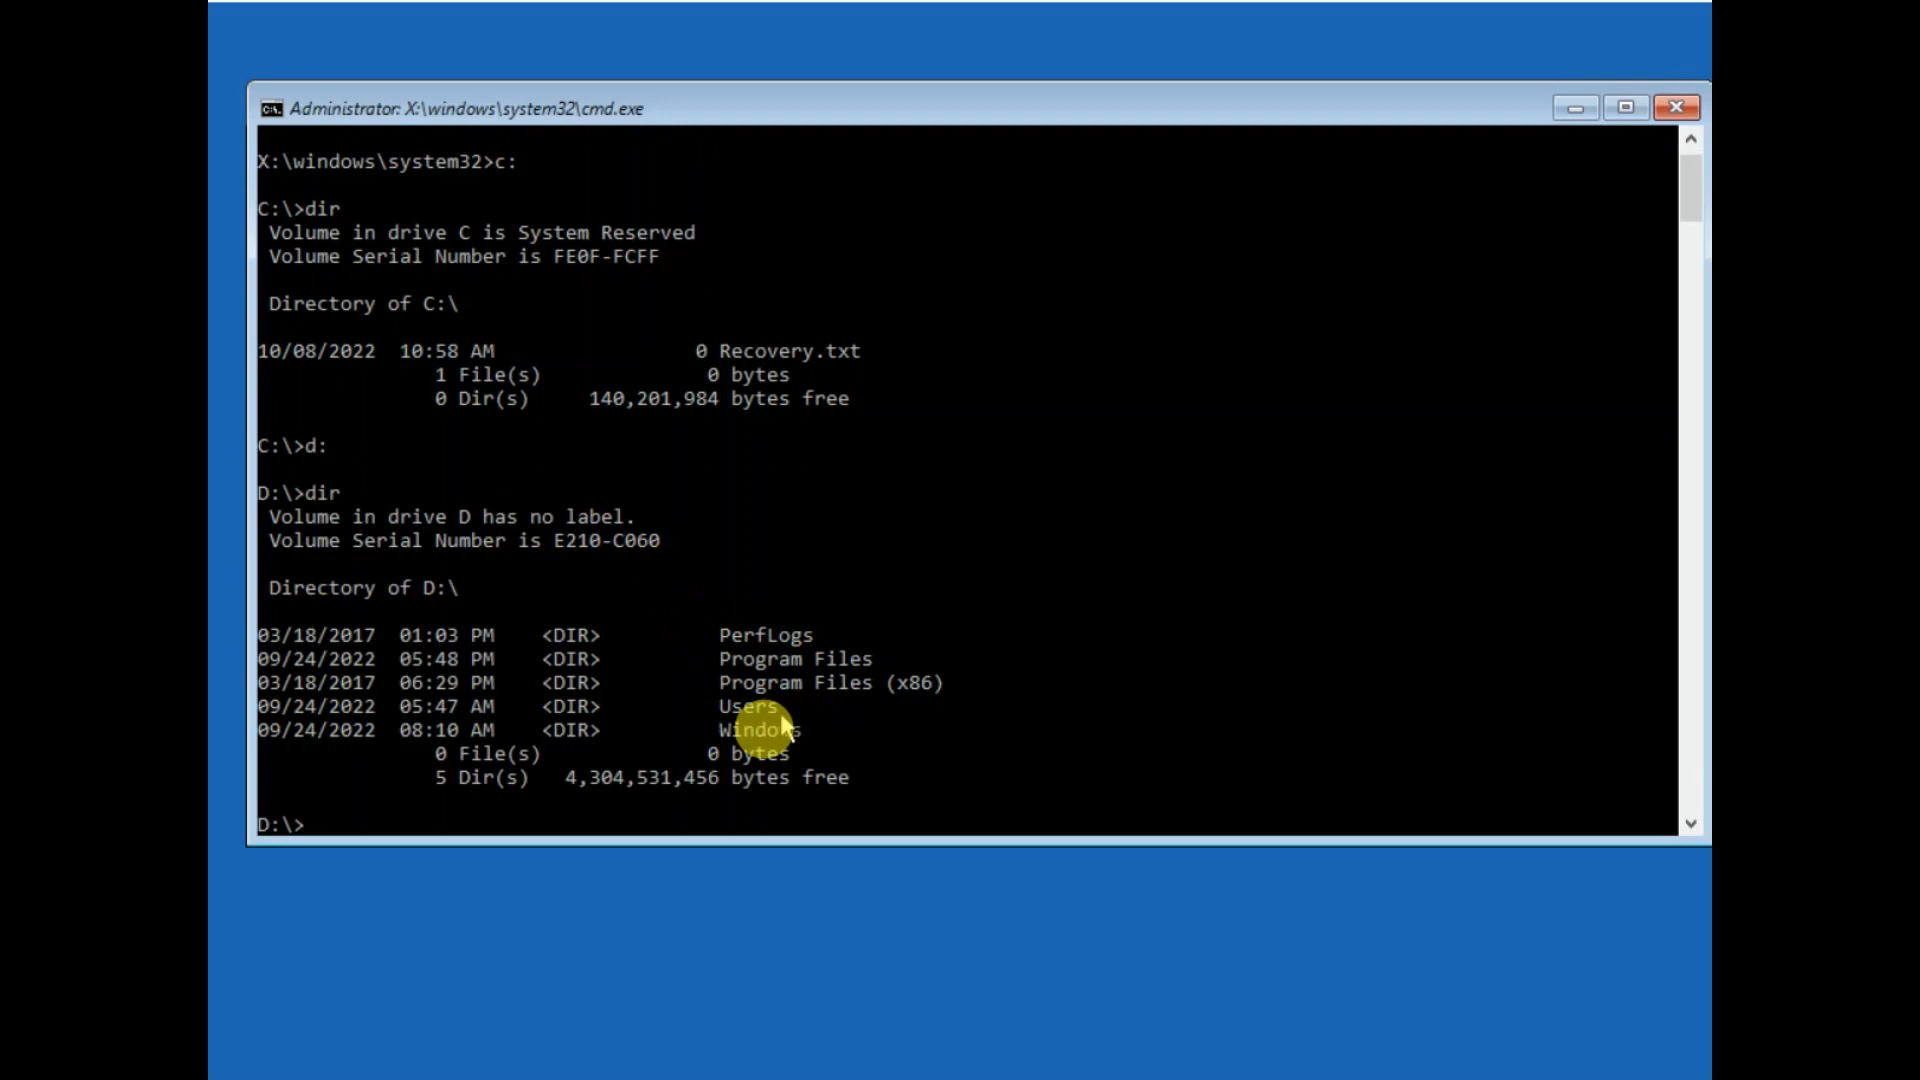 Administrator: X:\windows\system32\cmd.exe
X:\windows\system32>c:
C:\>dir
Volume in drive C is System Reserved
Volume Serial Number is FE0F-FCFF
Directory of C:\
10/08/2022  10:58 AM                 0 Recovery.txt
1 File(s)              0 bytes
0 Dir(s)     140,201,984 bytes free
C:\>d:
D:\>dir
Volume in drive D has no label.
Volume Serial Number is E210-C060
Directory of D:\
03/18/2017  01:03 PM    <DIR>          PerfLogs
09/24/2022  05:48 PM    <DIR>          Program Files
03/18/2017  06:29 PM    <DIR>          Program Files (x86)
09/24/2022  05:47 AM    <DIR>          Users
09/24/2022  08:10 AM    <DIR>          Windows
0 File(s)              0 bytes
5 Dir(s)   4,304,531,456 bytes free
D:\>